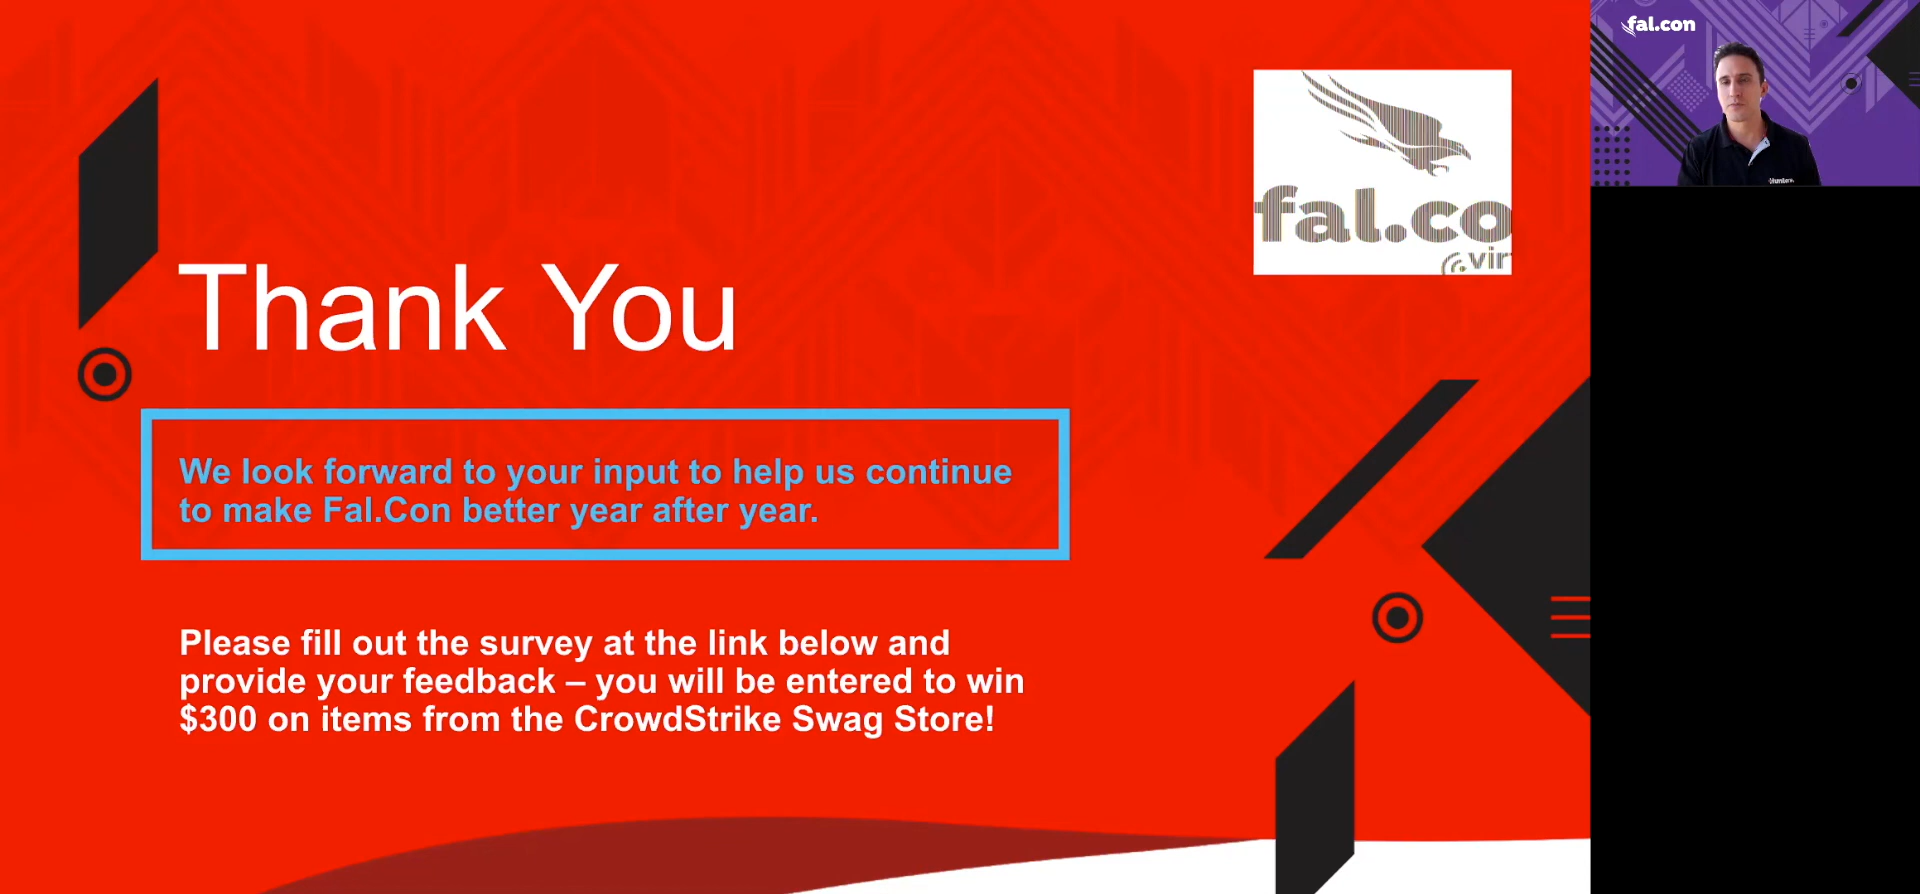 fal.con
fal.co
vir
Thank You
We look forward to your input to help us continue
to make Fal.Con better year after year.
Please fill out the survey at the link below and
provide your feedback – you will be entered to win
$300 on items from the CrowdStrike Swag Store!